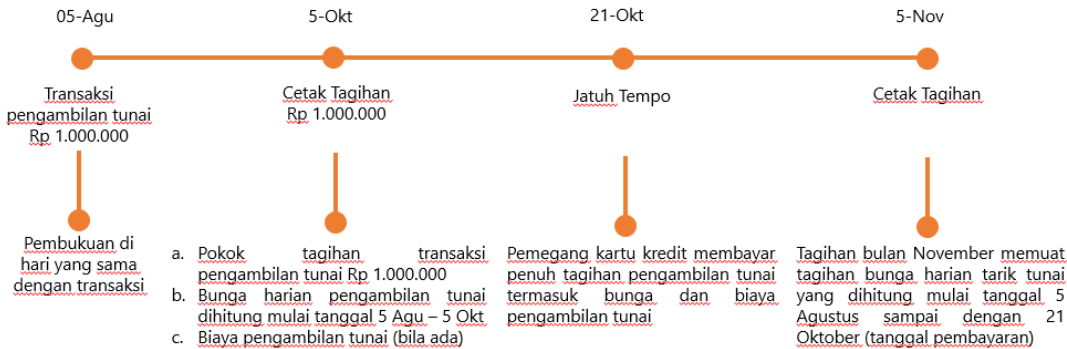 05-Agu
5-Okt
21-Okt
5-Nov
Transaksi
pengambilan tunai
Rp 1.000.000
Cetak Tagihan
Rp 1.000.000
Jatuh Tempo
Cetak Tagihan
Pembukuan di
hari yang sama
dengan transaksi
a. Pokok tagihan transaksi
pengambilan tunai Rp 1.000.000
b. Bunga harian pengambilan tunai
dihitung mulai tanggal 5 Agu – 5 Okt
c. Biaya pengambilan tunai (bila ada)
Pemegang kartu kredit membayar
penuh tagihan pengambilan tunai
termasuk bunga dan biaya
pengambilan tunai
Tagihan bulan November memuat
tagihan bunga harian tarik tunai
yang dihitung mulai tanggal 5
Agustus sampai dengan 21
Oktober (tanggal pembayaran)